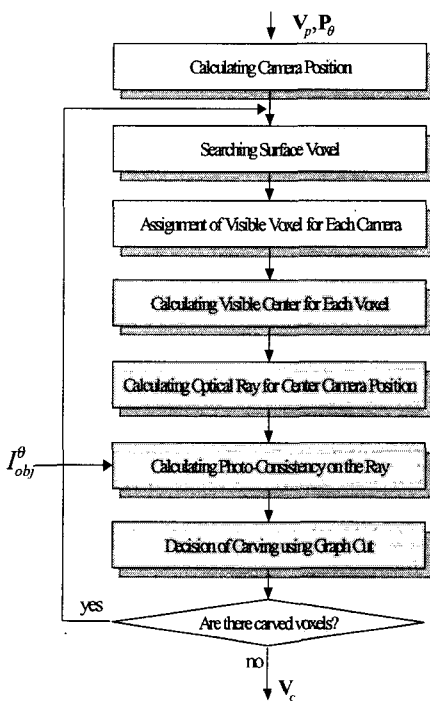 V_p, P_θ
Calculating Camera Position
Searching Surface Voxel
Assignment of Visible Voxel for Each Camera
Calculating Visible Center for Each Voxel
Calculating Optical Ray for Center Camera Position
I^θ_obj
Calculating Photo-Consistency on the Ray
Decision of Carving using Graph Cut
yes
Are there carved voxels?
no
V_c